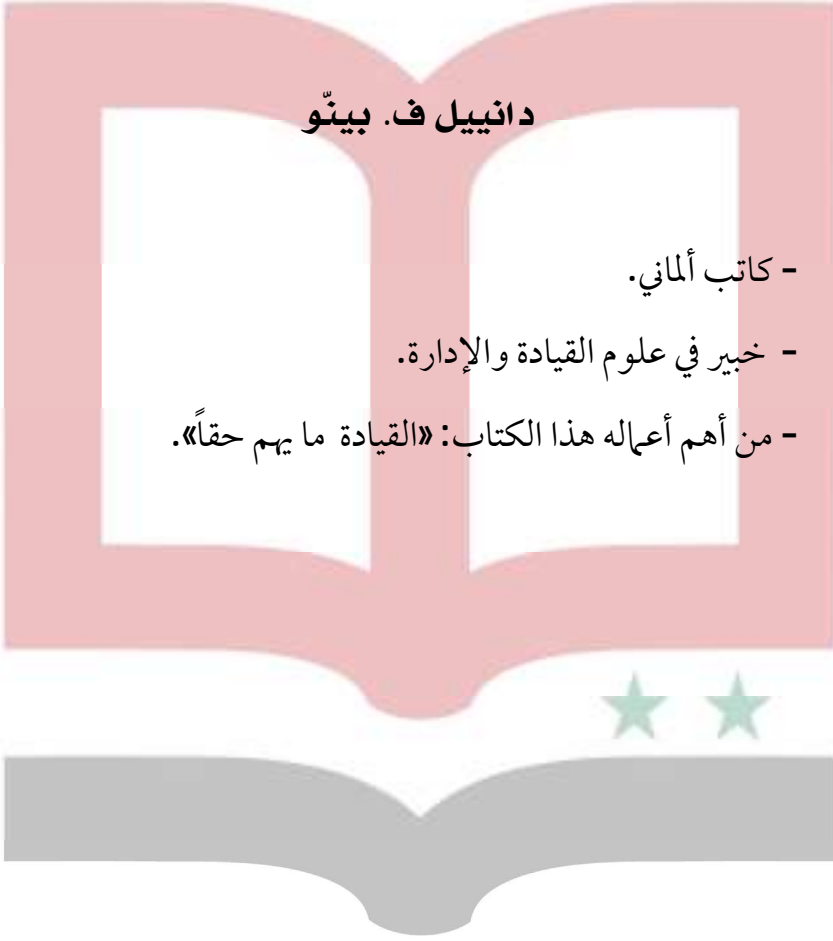 دانييل ف. بينّو
- كاتب ألماني.
- خبير في علوم القيادة والإدارة.
- من أهم أعماله هذا الكتاب: «القيادة ما يهم حقاً».